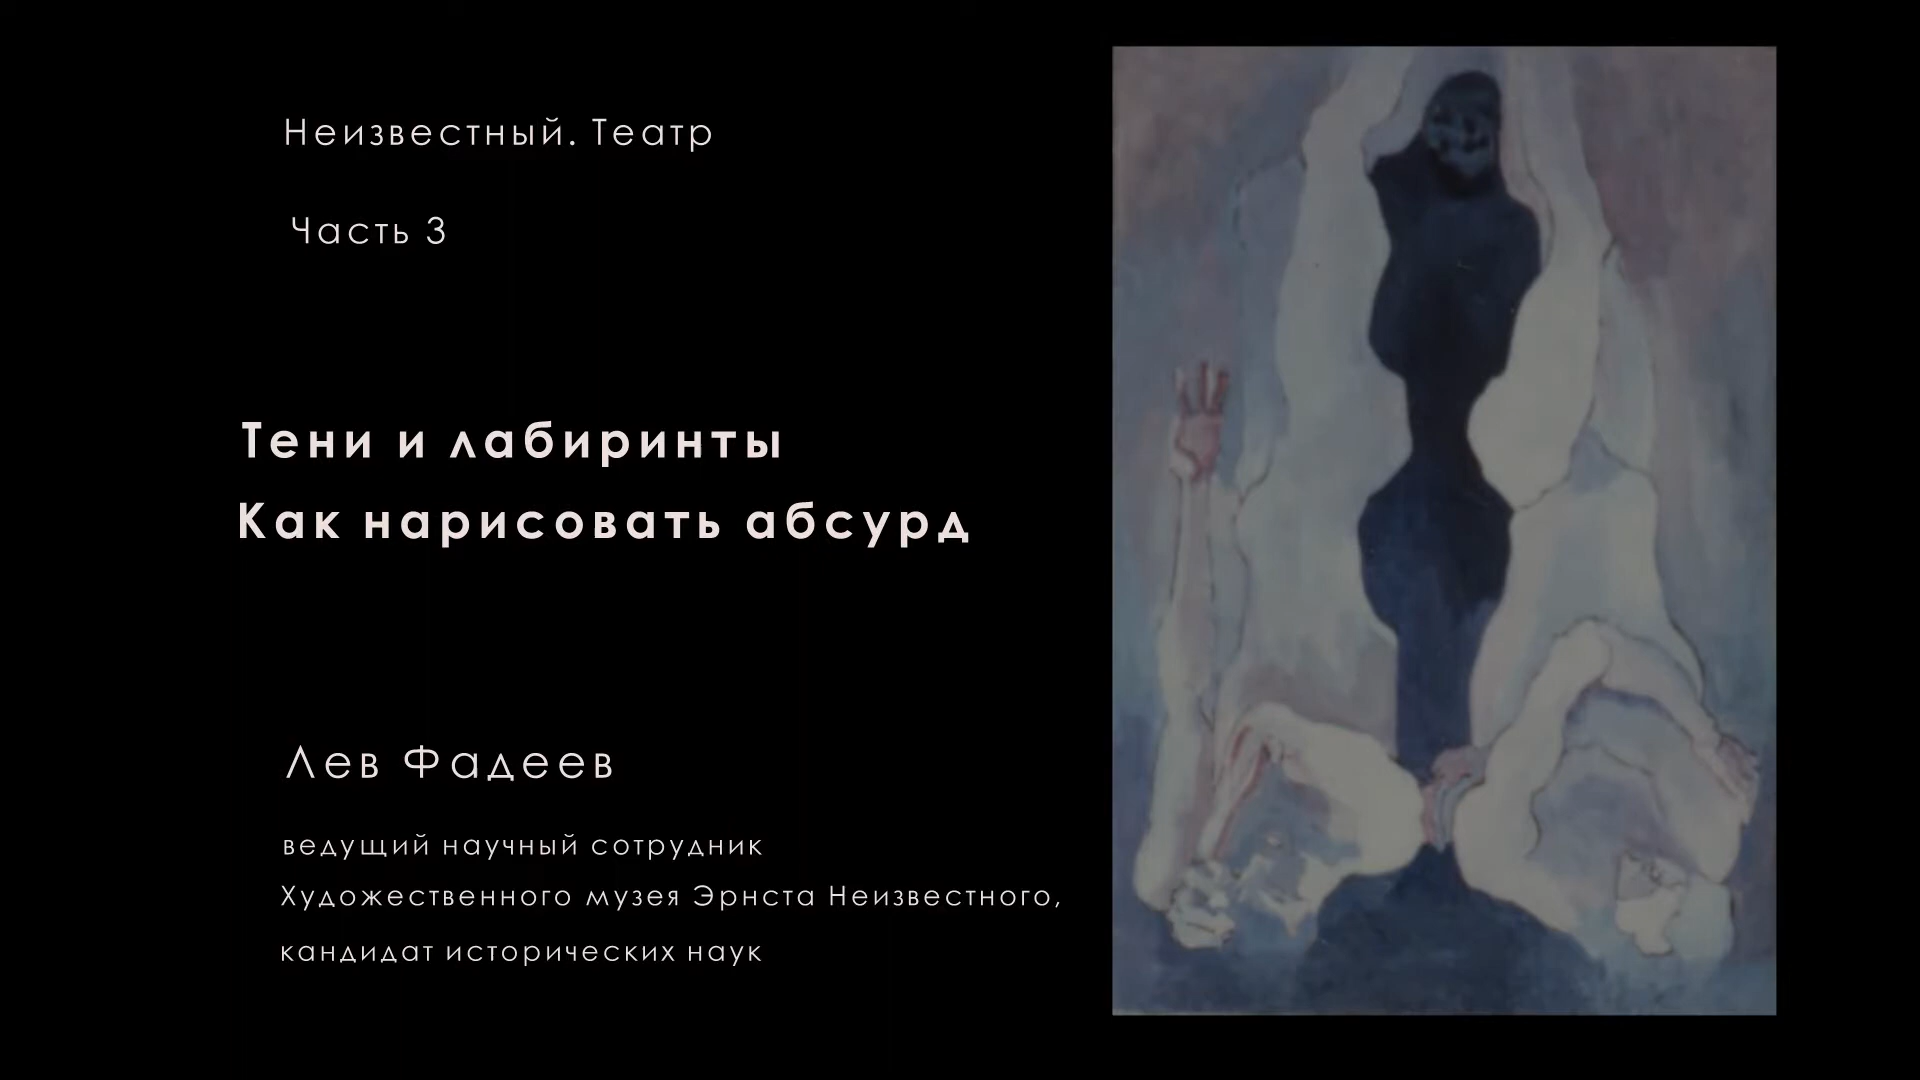 Неизвестный. Театр
Часть 3
Тени и лабиринты
Как нарисовать абсурд
Лев Фадеев
ведущий научный сотрудник
Художественного музея Эрнста Неизвестного,
кандидат исторических наук